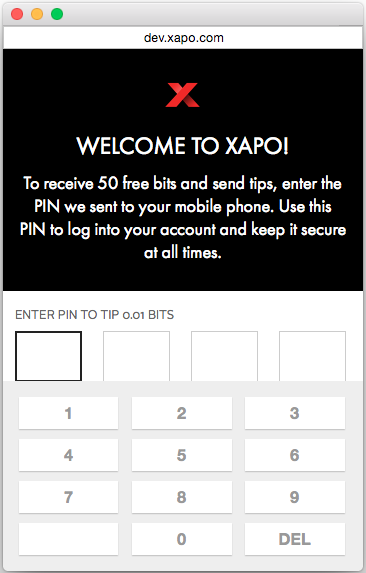 dev.xapo.com
WELCOME TO XAPO!
To receive 50 free bits and send tips, enter the
PIN we sent to your mobile phone. Use this
PIN to log into your account and keep it secure
at all times.
ENTER PIN TO TIP 0.01 BITS
1 2 3
4 5 6
7 8 9
0 DEL